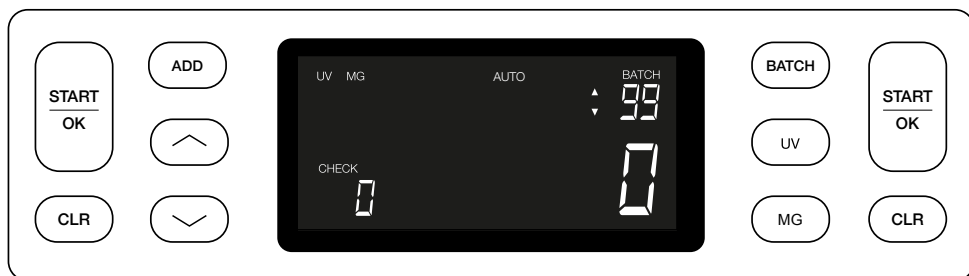 START
OK
CLR
ADD
UV MG AUTO BATCH
99
CHECK
0
0
BATCH
UV
MG
START
OK
CLR